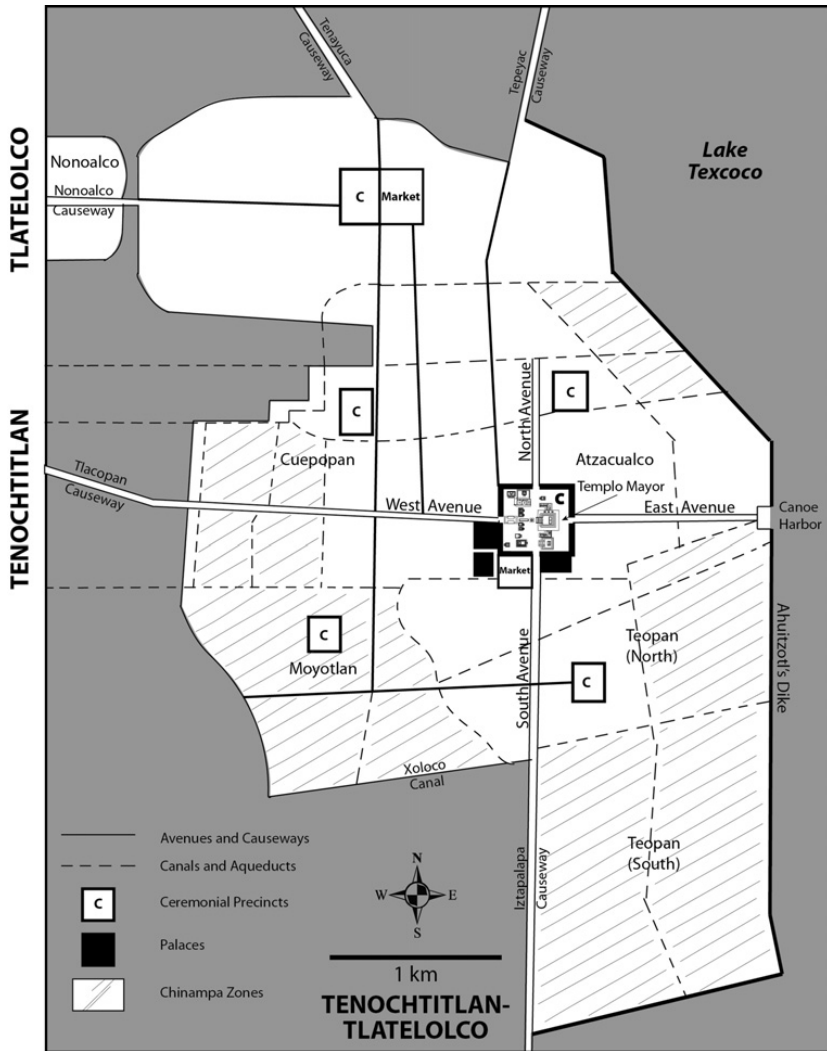 Tenayuca
Causeway
Tepeyac
Causeway
TLATELOLCO
Lake
Texcoco
Nonoalco
Nonoalco
Causeway
C
Market
TENOCHTITLAN
North Avenue
C
C
Cuepopan
Atzacualco
Tlacopan
Causeway
Templo Mayor
C
West Avenue
East Avenue
Canoe
Harbor
Market
C
Moyotlan
South Avenue
Teopan
(North)
C
Ahuitzotl's Dike
Xoloco
Canal
Iztapalapa
Causeway
Teopan
(South)
Avenues and Causeways
Canals and Aqueducts
C
Ceremonial Precincts
Palaces
Chinampa Zones
N
W
E
S
1 km
TENOCHTITLAN-
TLATELOLCO